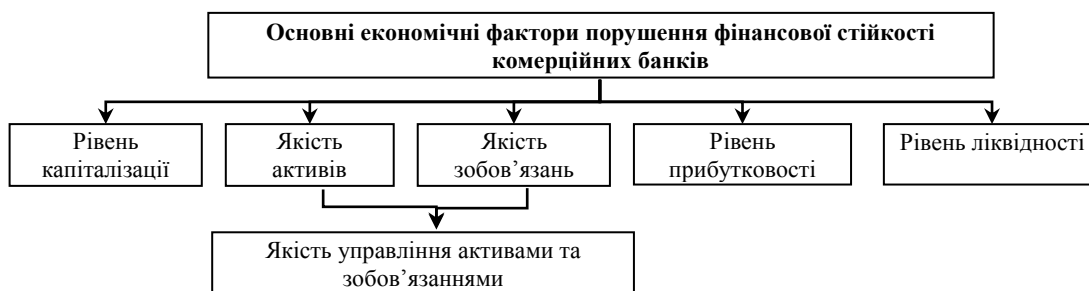 Основні економічні фактори порушення фінансової стійкості
комерційних банків
Рівень
капіталізації
Якість
активів
Якість
зобов’язань
Рівень
прибутковості
Рівень ліквідності
Якість управління активами та
зобов’язаннями